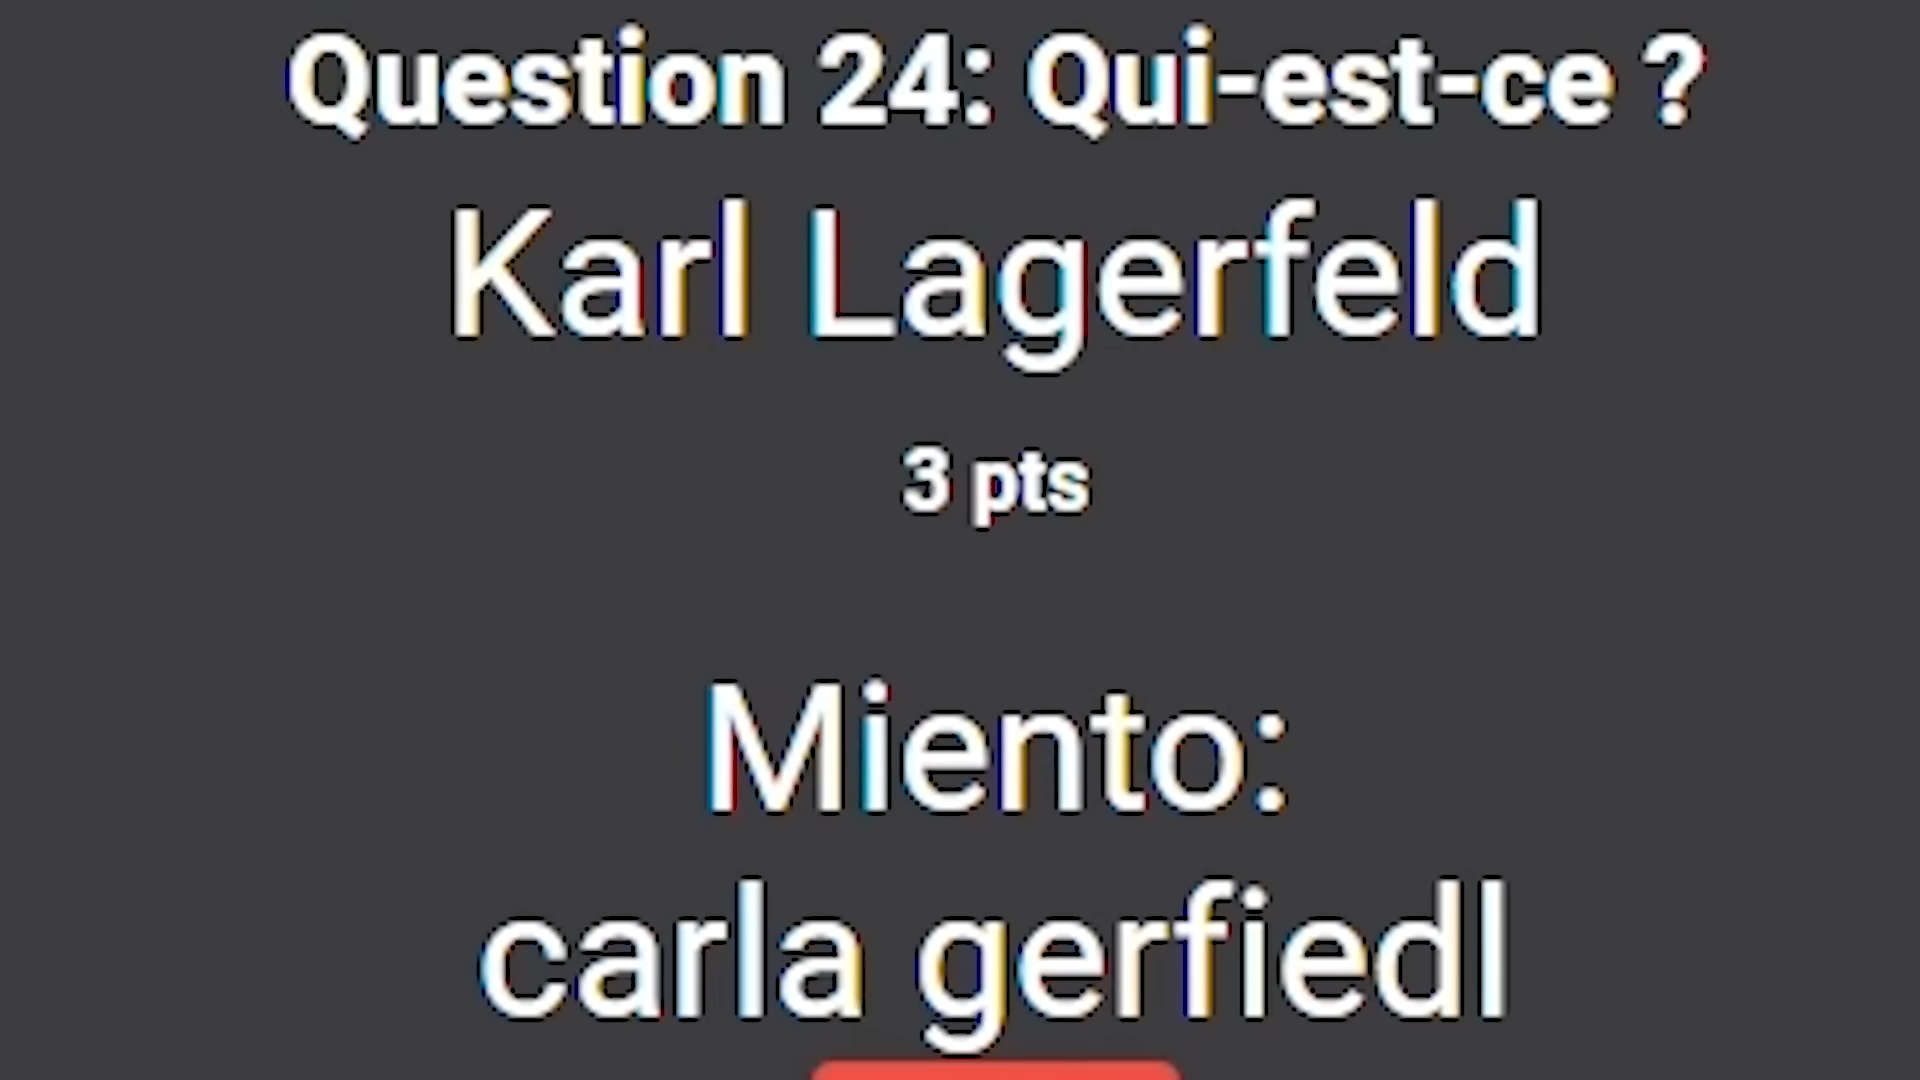 Question 24: Qui-est-ce ?
Karl Lagerfeld
3 pts
Miento:
carla gerfiedl